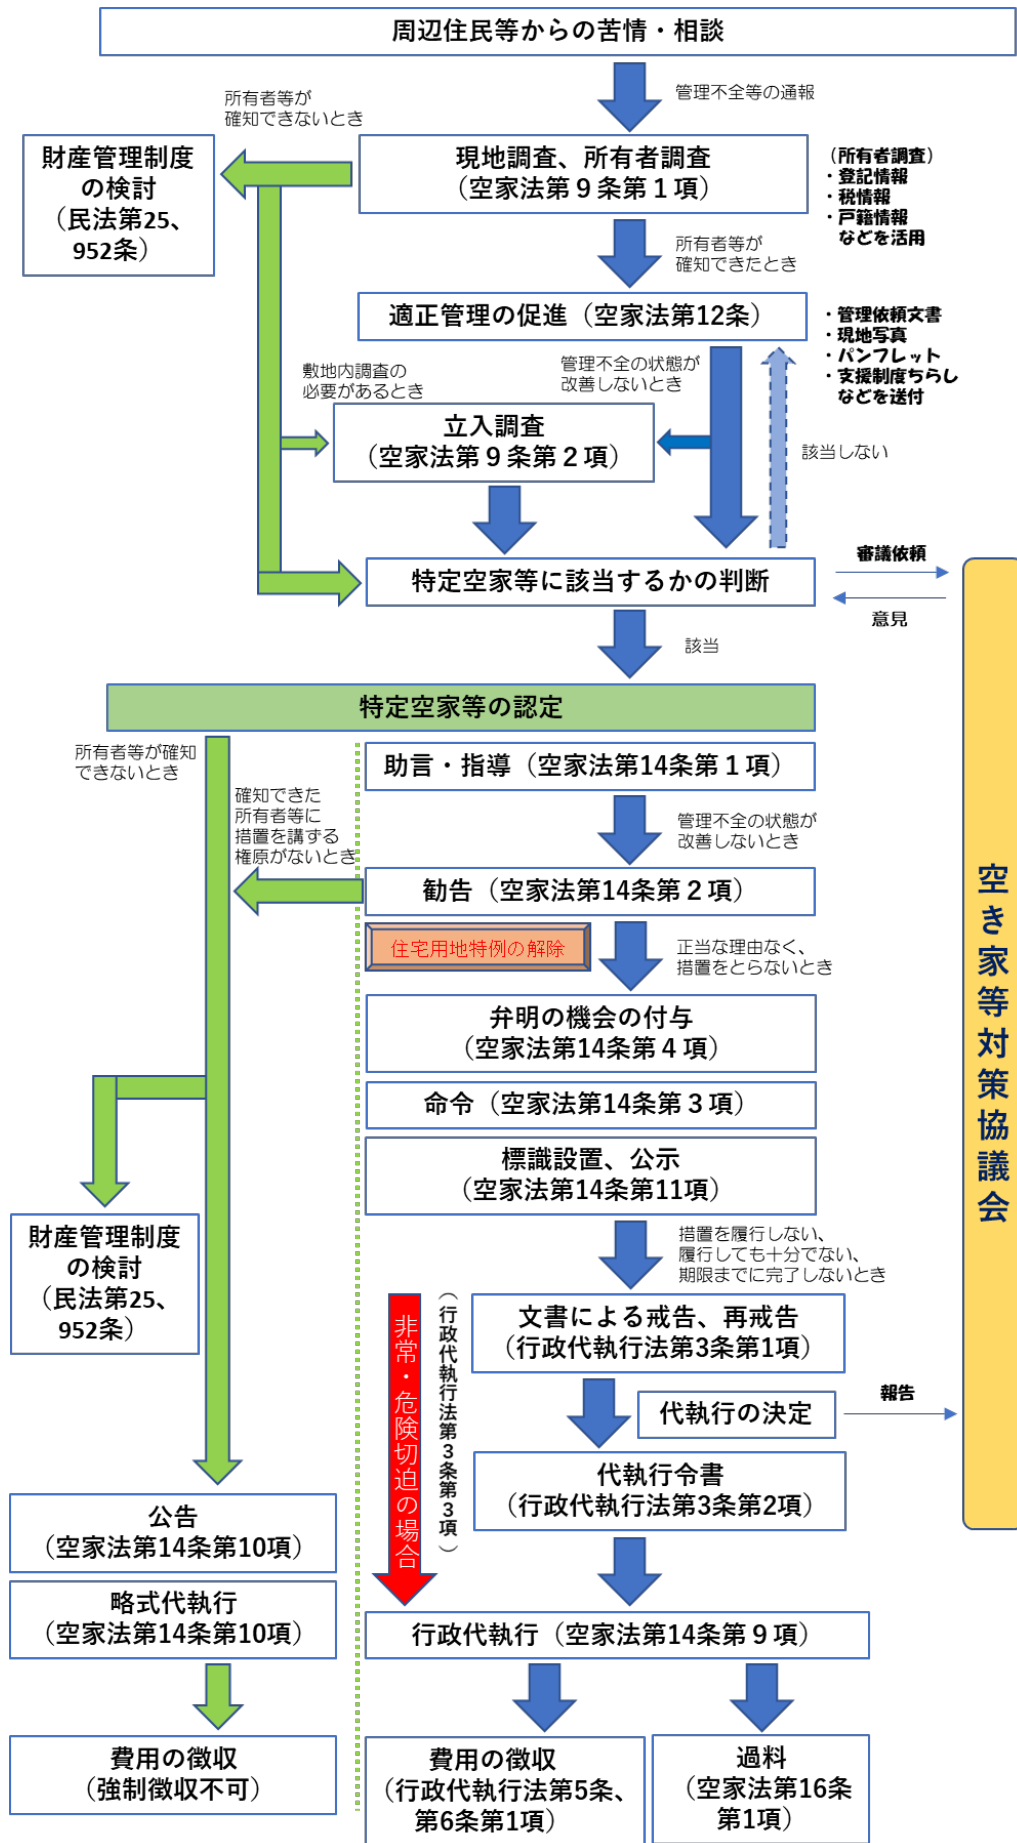 周辺住民等からの苦情・相談
管理不全等の通報
所有者等が
確知できないとき
財産管理制度
の検討
（民法第25、
952条）
現地調査、所有者調査
（空家法第９条第１項）
（所有者調査）
・登記情報
・税情報
・戸籍情報
などを活用
所有者等が
確知できたとき
適正管理の促進（空家法第12条）
・管理依頼文書
・現地写真
・パンフレット
・支援制度ちらし
などを送付
敷地内調査の
必要があるとき
管理不全の状態が
改善しないとき
立入調査
（空家法第９条第２項）
該当しない
特定空家等に該当するかの判断
審議依頼
意見
該当
特定空家等の認定
所有者等が確知
できないとき
助言・指導（空家法第14条第１項）
確知できた
所有者等に
措置を講ずる
権原がないとき
管理不全の状態が
改善しないとき
勧告（空家法第14条第２項）
住宅用地特例の解除
正当な理由なく、
措置をとらないとき
弁明の機会の付与
（空家法第14条第４項）
命令（空家法第14条第３項）
標識設置、公示
（空家法第14条第11項）
空き家等対策協議会
財産管理制度
の検討
（民法第25、
952条）
措置を履行しない、
履行しても十分でない、
期限までに完了しないとき
非常・危険切迫の場合
（行政代執行法第３条第３項）
文書による戒告、再戒告
（行政代執行法第3条第1項）
代執行の決定
報告
代執行令書
（行政代執行法第3条第2項）
公告
（空家法第14条第10項）
略式代執行
（空家法第14条第10項）
行政代執行（空家法第14条第９項）
費用の徴収
（強制徴収不可）
費用の徴収
（行政代執行法第5条、
第6条第1項）
過料
（空家法第16条
第1項）